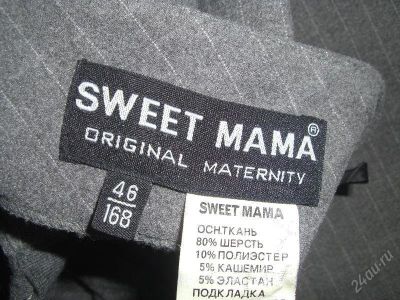 SWEET MAMA®
ORIGINAL MATERNITY
46
168
SWEET MAMA
ОСН.ТКАНЬ
80% ШЕРСТЬ
10% ПОЛИЭСТЕР
5% КАШЕМИР
5% ЭЛАСТАН
ПОДКЛАДКА
24au.ru